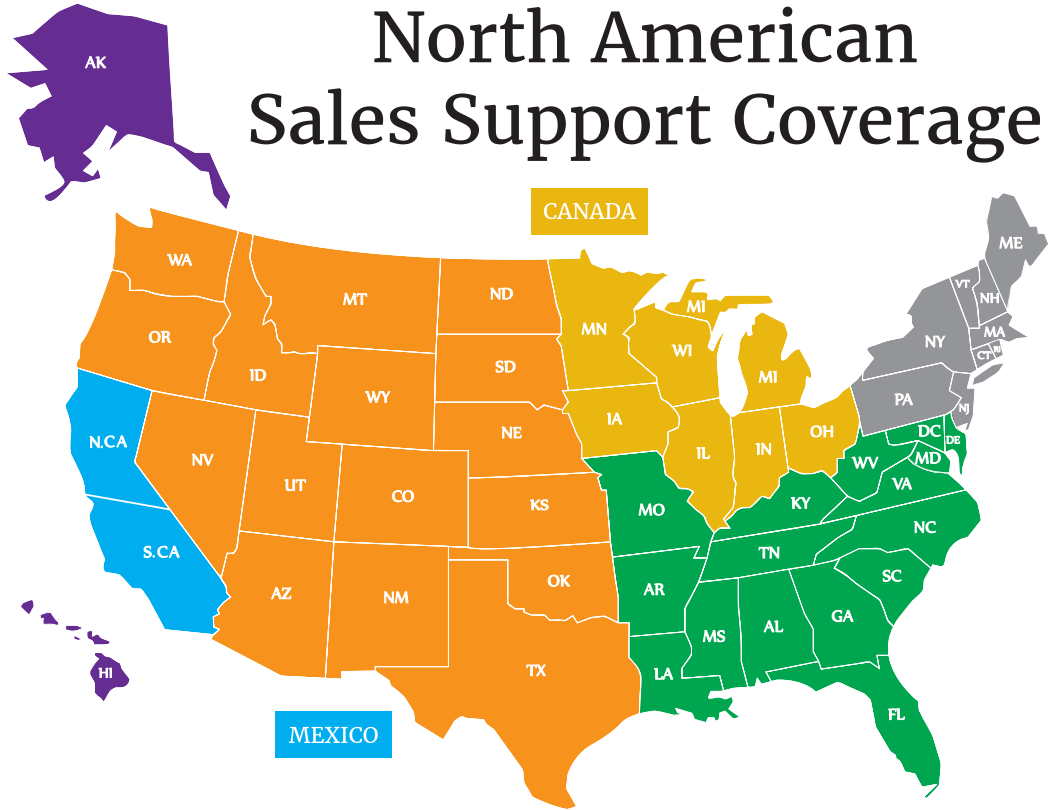 North American
Sales Support Coverage
AK
CANADA
WA
MT
ND
MN
MI
ME
VT
NH
OR
ID
SD
WI
NY
MA
CT
RI
WY
MI
PA
NJ
N.CA
NV
NE
IA
IL
IN
OH
DC
DE
UT
CO
KS
MO
WV
MD
VA
KY
S.CA
AZ
NM
OK
AR
TN
NC
SC
HI
TX
LA
MS
AL
GA
FL
MEXICO